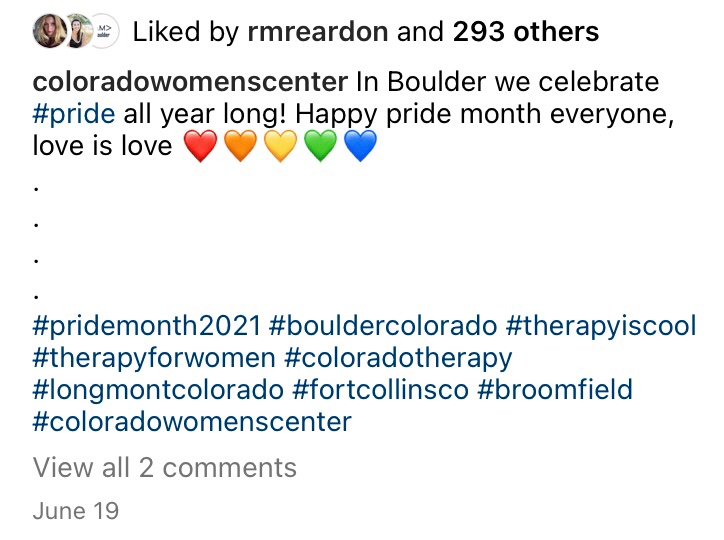 Liked by rmreardon and 293 others
coloradowomenscenter In Boulder we celebrate
#pride all year long! Happy pride month everyone,
love is love ❤️🧡💛💚💙
.
.
.
.
#pridemonth2021 #bouldercolorado #therapyiscool
#therapyforwomen #coloradotherapy
#longmontcolorado #fortcollinsco #broomfield
#coloradowomenscenter
View all 2 comments
June 19